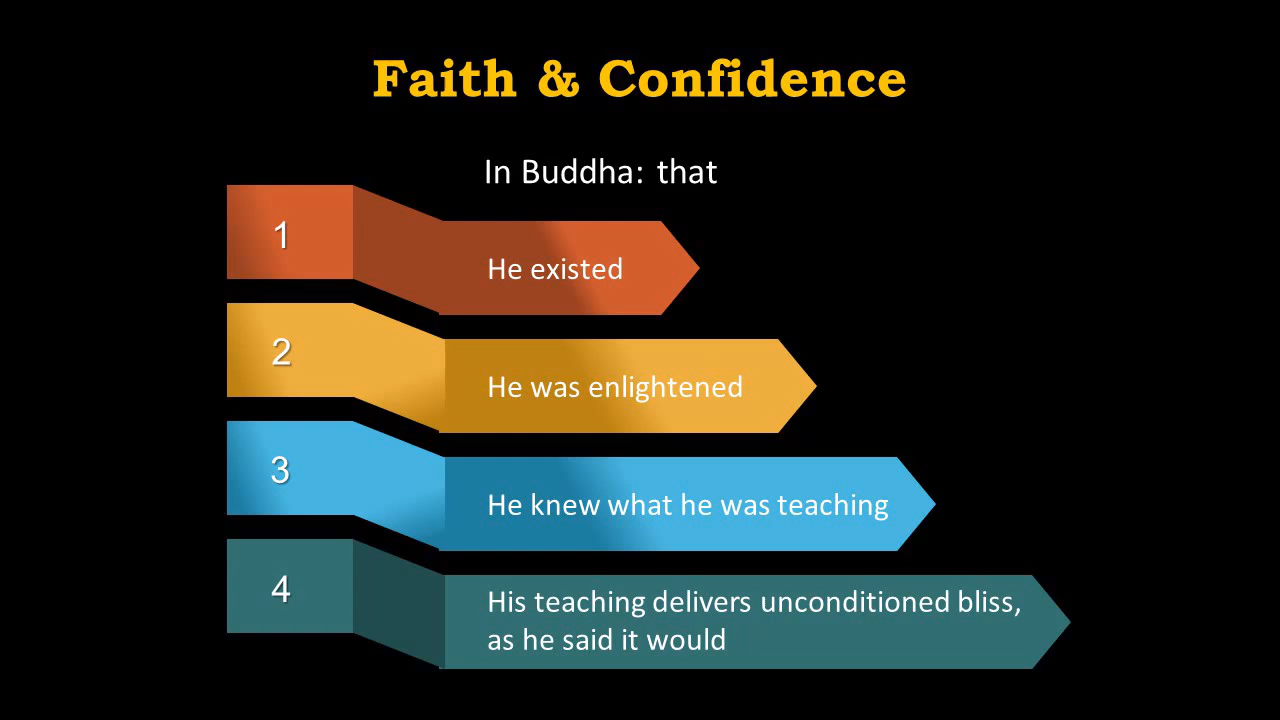 Faith & Confidence
In Buddha: that
1
He existed
2
He was enlightened
3
He knew what he was teaching
4
His teaching delivers unconditioned bliss,
as he said it would